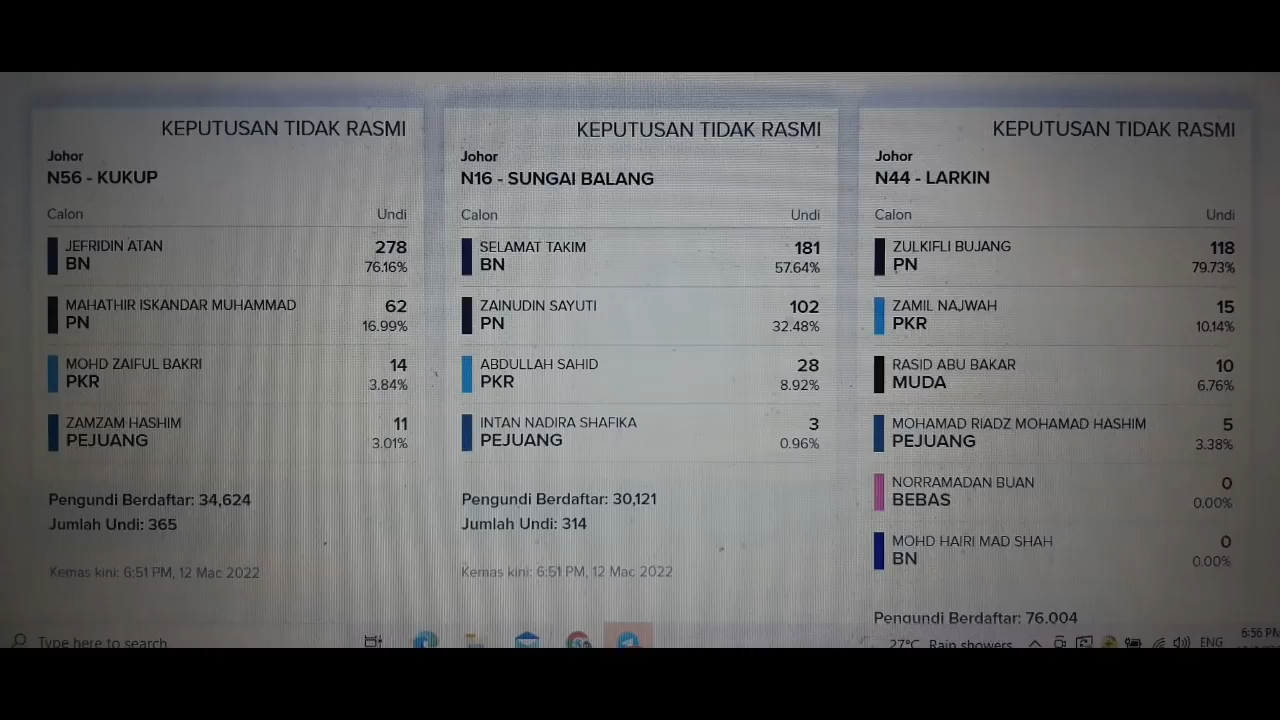 KEPUTUSAN TIDAK RASMI
Johor
N56 - KUKUP
Calon Undi
JEFRIDIN ATAN 278
BN 76.16%
MAHATHIR ISKANDAR MUHAMMAD 62
PN 16.99%
MOHD ZAIFUL BAKRI 14
PKR 3.84%
ZAMZAM HASHIM 11
PEJUANG 3.01%
Pengundi Berdaftar: 34,624
Jumlah Undi: 365
Kemas kini: 6:51 PM, 12 Mac 2022
KEPUTUSAN TIDAK RASMI
Johor
N16 - SUNGAI BALANG
Calon Undi
SELAMAT TAKIM 181
BN 57.64%
ZAINUDIN SAYUTI 102
PN 32.48%
ABDULLAH SAHID 28
PKR 8.92%
INTAN NADIRA SHAFIKA 3
PEJUANG 0.96%
Pengundi Berdaftar: 30,121
Jumlah Undi: 314
Kemas kini: 6:51 PM, 12 Mac 2022
KEPUTUSAN TIDAK RASMI
Johor
N44 - LARKIN
Calon Undi
ZULKIFLI BUJANG 118
PN 79.73%
ZAMIL NAJWAH 15
PKR 10.14%
RASID ABU BAKAR 10
MUDA 6.76%
MOHAMAD RIADZ MOHAMAD HASHIM 5
PEJUANG 3.38%
NORRAMADAN BUAN 0
BEBAS 0.00%
MOHD HAIRI MAD SHAH 0
BN 0.00%
Pengundi Berdaftar: 76,004
Type here to search
27°C Rain showers ENG 6:56 PM